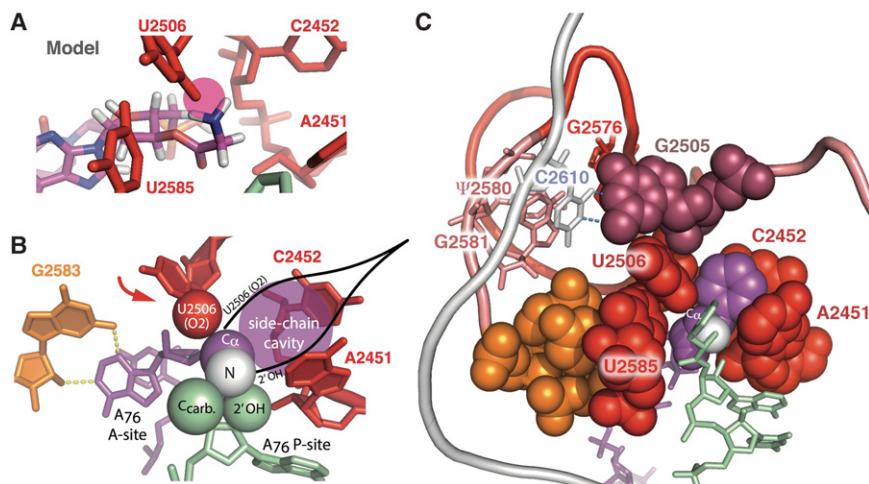 A
Model
U2506
C2452
A2451
U2585
B
G2583
U2506
(O2)
U2506 (O2)
C2452
side-chain
cavity
Cα
A2451
N
2'OH
Ccarb.
2'OH
A76
A-site
A76 P-site
C
G2576
G2505
Ψ2580
C2610
G2581
U2506
C2452
Cα
A2451
U2585